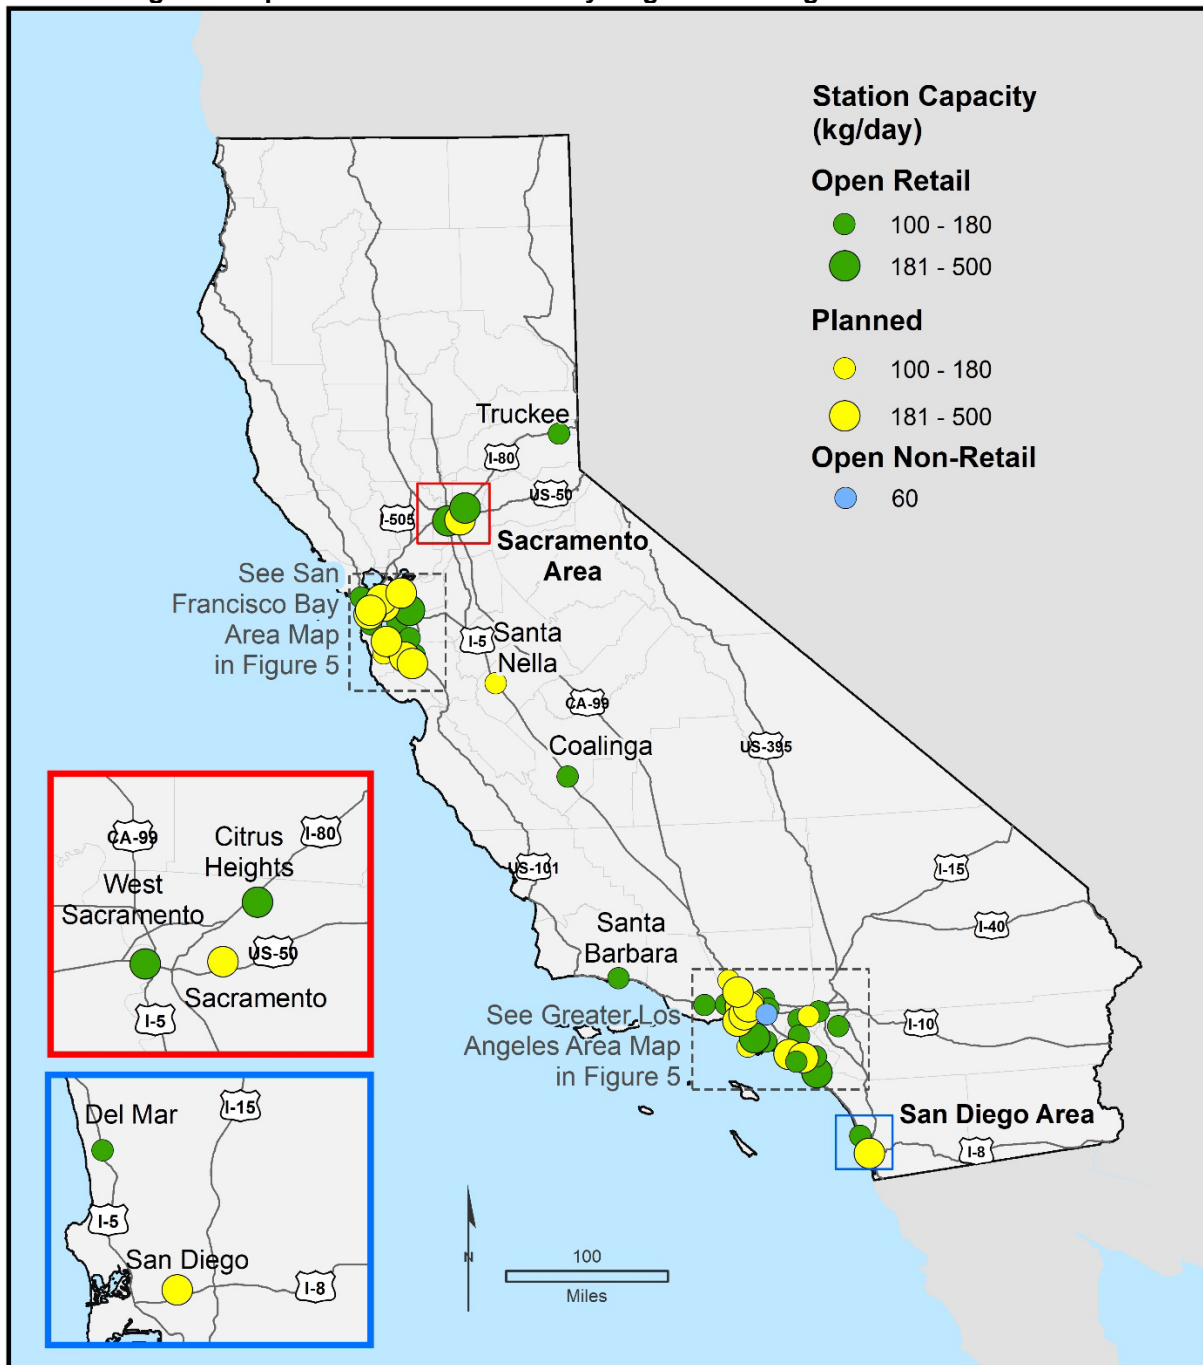 Station Capacity
(kg/day)
Open Retail
100 - 180
181 - 500
Planned
100 - 180
181 - 500
Open Non-Retail
60
Truckee
I-80
US-50
I-505
Sacramento
Area
See San
Francisco Bay
Area Map
in Figure 5
I-5
Santa
Nella
CA-99
US-395
Coalinga
US-101
I-15
I-40
Santa
Barbara
See Greater Los
Angeles Area Map
in Figure 5
I-10
San Diego Area
I-8
CA-99
Citrus
Heights
I-80
West
Sacramento
US-50
Sacramento
I-5
Del Mar
I-15
I-5
San Diego
I-8
N
100
Miles